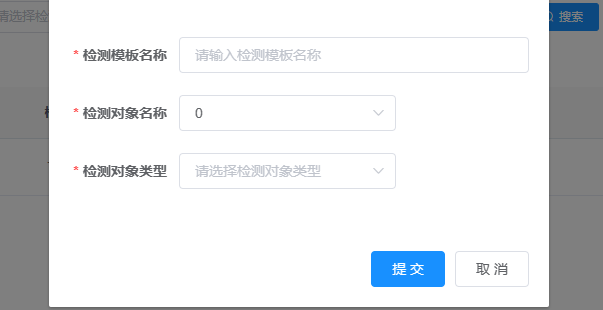 请选择检
搜索
* 检测模板名称 请输入检测模板名称
* 检测对象名称 0
* 检测对象类型 请选择检测对象类型
提 交 取 消